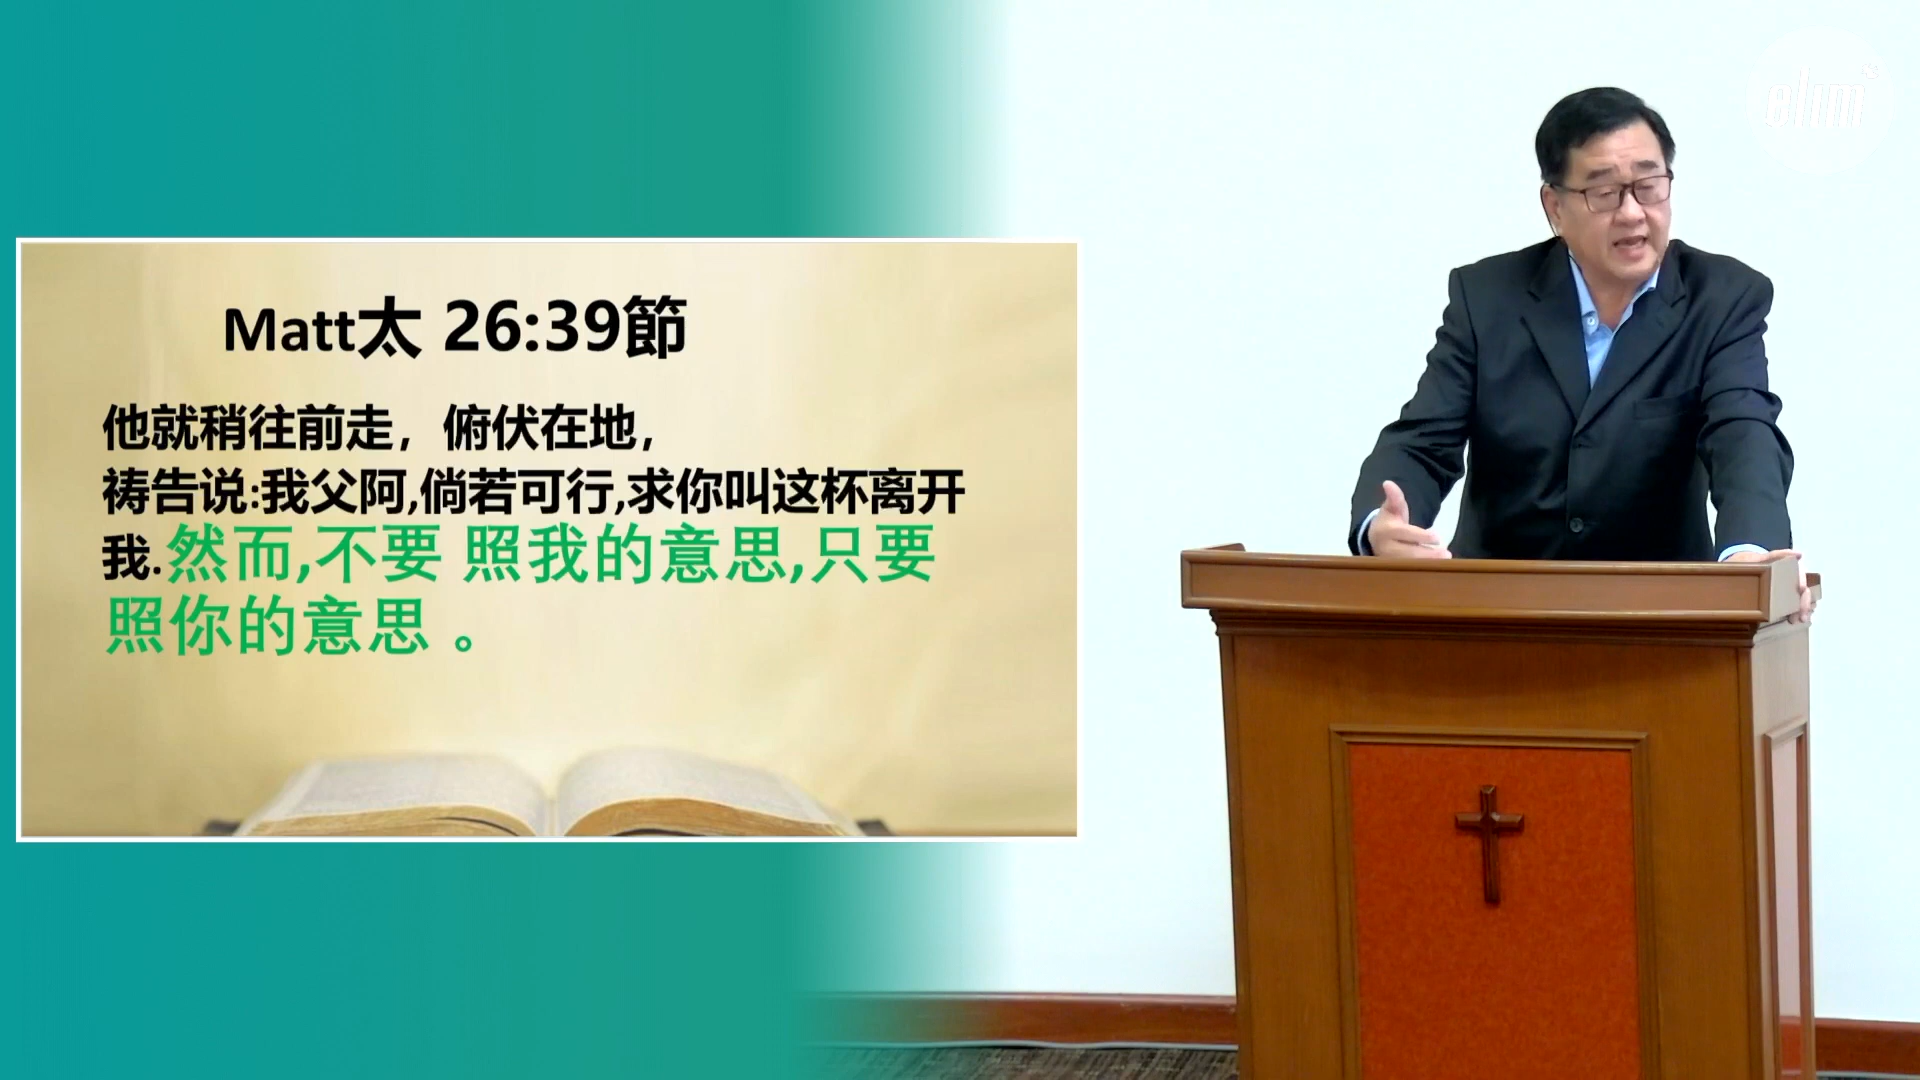 elim
Matt太 26:39節
他就稍往前走，俯伏在地，
祷告说:我父阿,倘若可行,求你叫这杯离开
我.然而,不要 照我的意思,只要
照你的意思 。